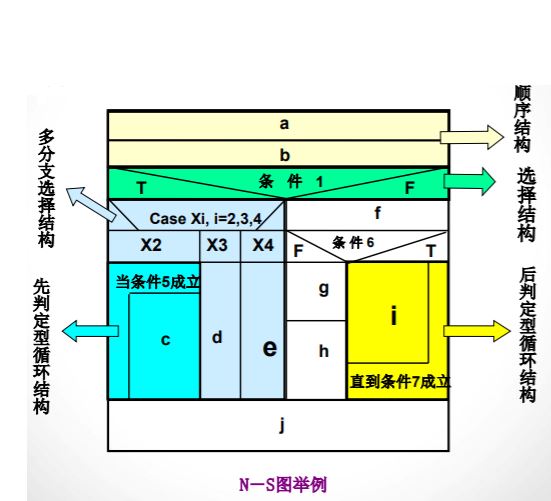 顺序结构
a
b
多分支选择结构
T
条 件 1
F
选择结构
Case Xi, i=2,3,4
f
X2
X3
X4
F
条件6
T
先判定型循环结构
当条件5成立
c
d
e
g
h
i
直到条件7成立
后判定型循环结构
j
N—S图举例